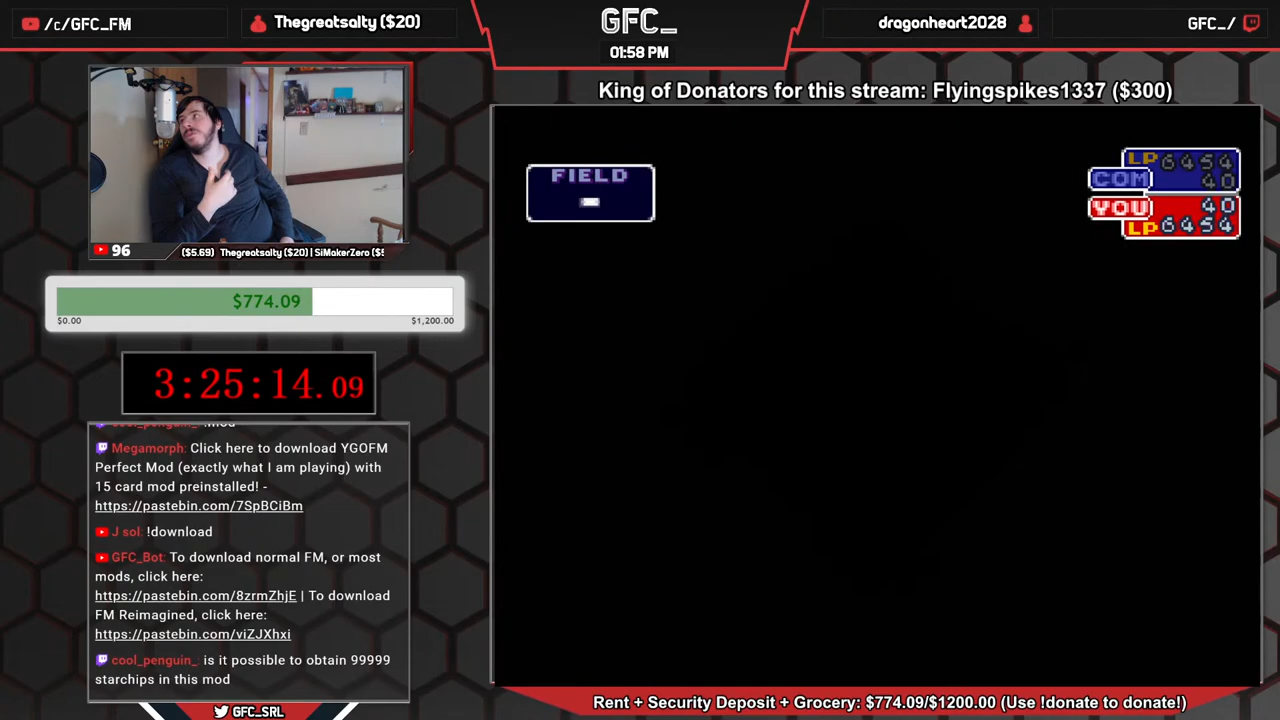 /c/GFC_FM
Thegreatsalty ($20)
GFC_
01:58 PM
dragonheart2028
GFC_/
King of Donators for this stream: Flyingspikes1337 ($300)
FIELD
LP 6454
COM 40
YOU 40
LP 6454
96
($5.69) Thegreatsalty ($20) | SiMakerZero ($
$774.09
$0.00
$1,200.00
3:25:14.09
Megamorph: Click here to download YGOFM
Perfect Mod (exactly what I am playing) with
15 card mod preinstalled! -
https://pastebin.com/7SpBCiBm
J sol: !download
GFC_Bot: To download normal FM, or most
mods, click here:
https://pastebin.com/8zrmZhjE | To download
FM Reimagined, click here:
https://pastebin.com/viZJXhxi
cool_penguin_: is it possible to obtain 99999
starchips in this mod
GFC_SRL
Rent + Security Deposit + Grocery: $774.09/$1200.00 (Use !donate to donate!)